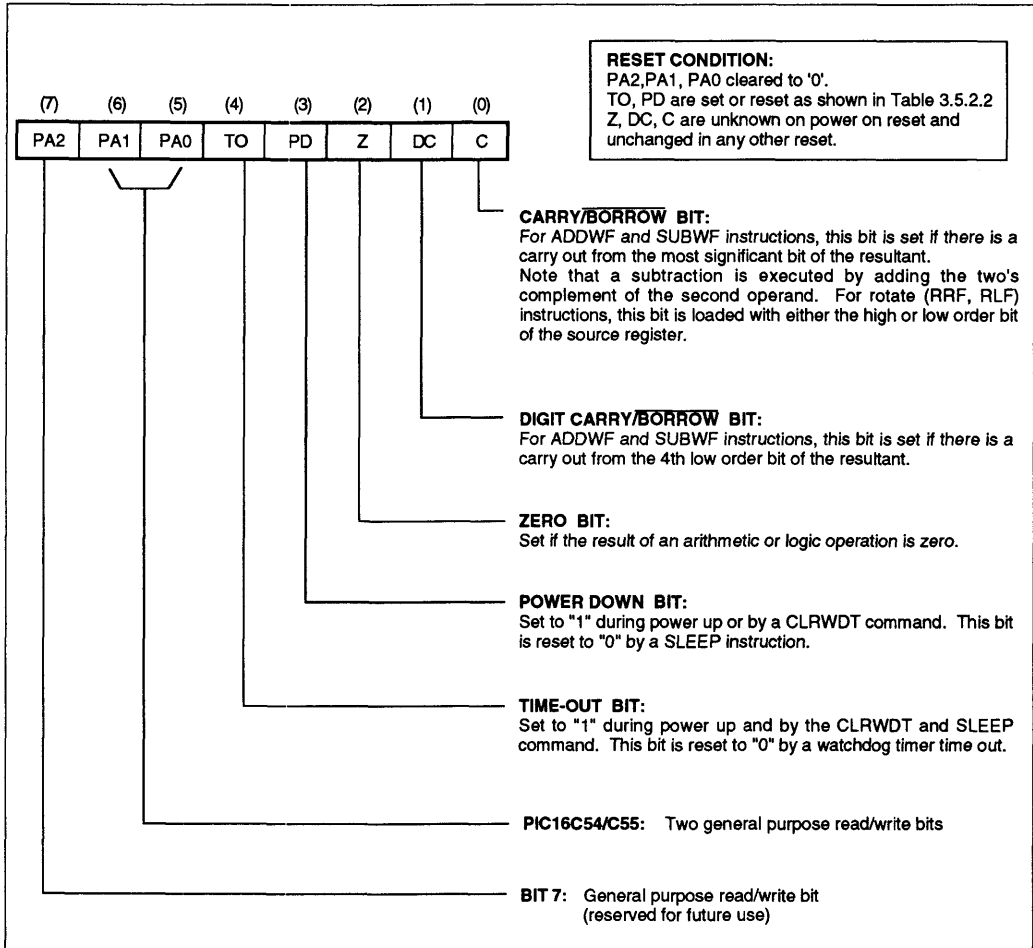 RESET CONDITION:
PA2,PA1, PA0 cleared to '0'.
TO, PD are set or reset as shown in Table 3.5.2.2
Z, DC, C are unknown on power on reset and
unchanged in any other reset.
(7) (6) (5) (4) (3) (2) (1) (0)
PA2 PA1 PA0 TO PD Z DC C
CARRY/BORROW BIT:
For ADDWF and SUBWF instructions, this bit is set if there is a
carry out from the most significant bit of the resultant.
Note that a subtraction is executed by adding the two's
complement of the second operand. For rotate (RRF, RLF)
instructions, this bit is loaded with either the high or low order bit
of the source register.
DIGIT CARRY/BORROW BIT:
For ADDWF and SUBWF instructions, this bit is set if there is a
carry out from the 4th low order bit of the resultant.
ZERO BIT:
Set if the result of an arithmetic or logic operation is zero.
POWER DOWN BIT:
Set to "1" during power up or by a CLRWDT command. This bit
is reset to "0" by a SLEEP instruction.
TIME-OUT BIT:
Set to "1" during power up and by the CLRWDT and SLEEP
command. This bit is reset to "0" by a watchdog timer time out.
PIC16C54/C55: Two general purpose read/write bits
BIT 7: General purpose read/write bit
(reserved for future use)